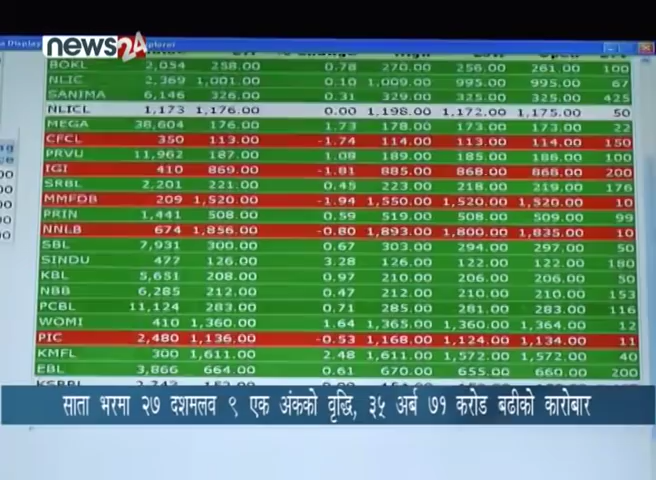 news24
BOKL 2,054 258.00 0.78 270.00 256.00 261.00 100
NLIC 2,369 1,001.00 0.10 1,009.00 995.00 995.00 67
SANIMA 6,146 326.00 0.31 329.00 325.00 325.00 425
NLICL 1,173 1,176.00 0.00 1,198.00 1,172.00 1,175.00 50
MEGA 38,604 176.00 1.73 178.00 173.00 173.00 22
CFCL 350 113.00 -1.74 114.00 113.00 114.00 150
PRVU 11,962 187.00 1.08 189.00 185.00 186.00 100
IGI 410 869.00 -1.81 885.00 868.00 868.00 200
SRBL 2,201 221.00 0.45 223.00 218.00 219.00 176
MMFDB 209 1,520.00 -1.94 1,550.00 1,520.00 1,520.00 10
PRIN 1,441 508.00 0.59 519.00 508.00 509.00 99
NNLB 674 1,856.00 -0.80 1,893.00 1,800.00 1,835.00 10
SBL 7,931 300.00 0.67 303.00 294.00 297.00 50
SINDU 477 126.00 3.28 126.00 122.00 122.00 180
KBL 5,651 208.00 0.97 210.00 206.00 206.00 50
NBB 6,285 212.00 0.47 212.00 210.00 210.00 153
PCBL 11,124 283.00 0.71 285.00 281.00 283.00 116
WOMI 410 1,360.00 1.64 1,365.00 1,360.00 1,364.00 12
PIC 2,480 1,136.00 -0.53 1,168.00 1,124.00 1,134.00 11
KMFL 300 1,611.00 2.48 1,611.00 1,572.00 1,572.00 40
EBL 3,866 664.00 0.61 670.00 655.00 660.00 200
साता भरमा २७ दशमलव ९ एक अंकको वृद्धि, ३५ अर्ब ७१ करोड बढीको कारोबार